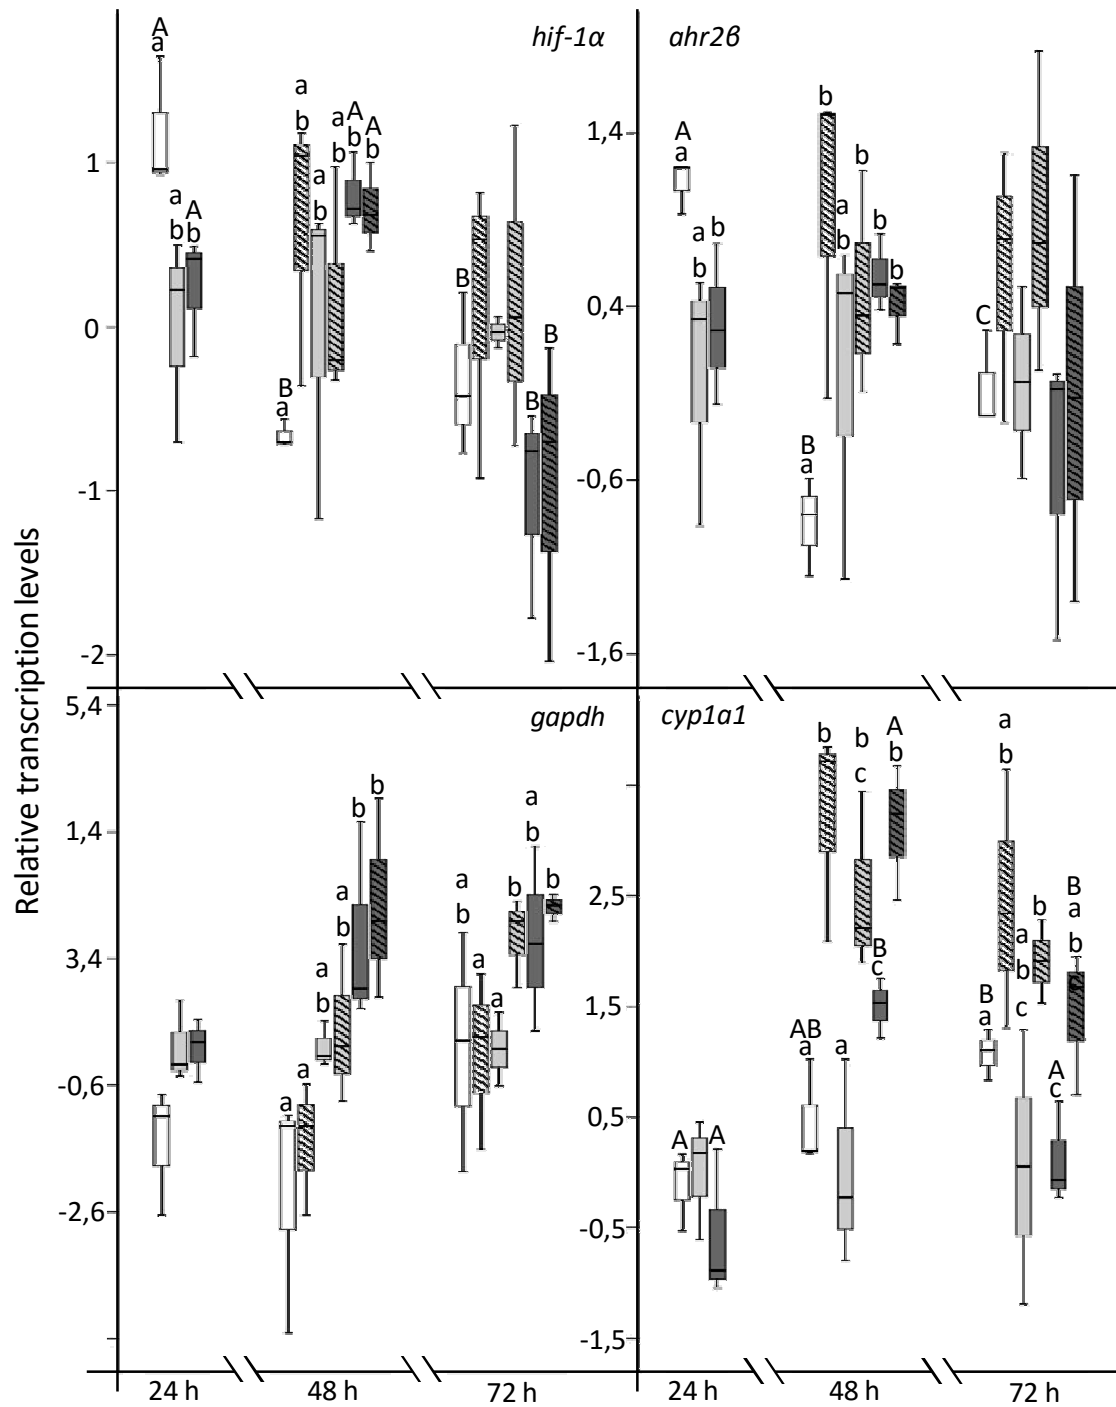 Relative transcription levels
hif-1α
A
a
1
0
-1
-2
a
b
A
b
B
a
a
b
a
b
a
b
A
b
A
b
B
B
B
ahr2β
1,4
0,4
-0,6
-1,6
A
a
a
b
b
B
a
b
a
b
b
b
b
C
gapdh
5,4
1,4
3,4
-0,6
-2,6
a
a
a
b
a
b
b
b
a
b
a
a
b
a
b
b
24 h
48 h
72 h
cyp1a1
2,5
1,5
0,5
-0,5
-1,5
A
A
AB
a
b
a
b
c
B
c
A
b
B
a
a
b
a
b
c
b
A
c
B
a
b
24 h
48 h
72 h